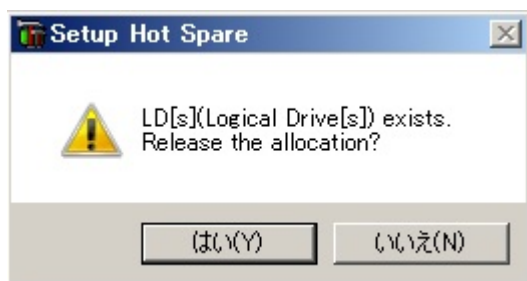 Setup Hot Spare
LD[s](Logical Drive[s]) exists.
Release the allocation?
はい(Y)
いいえ(N)